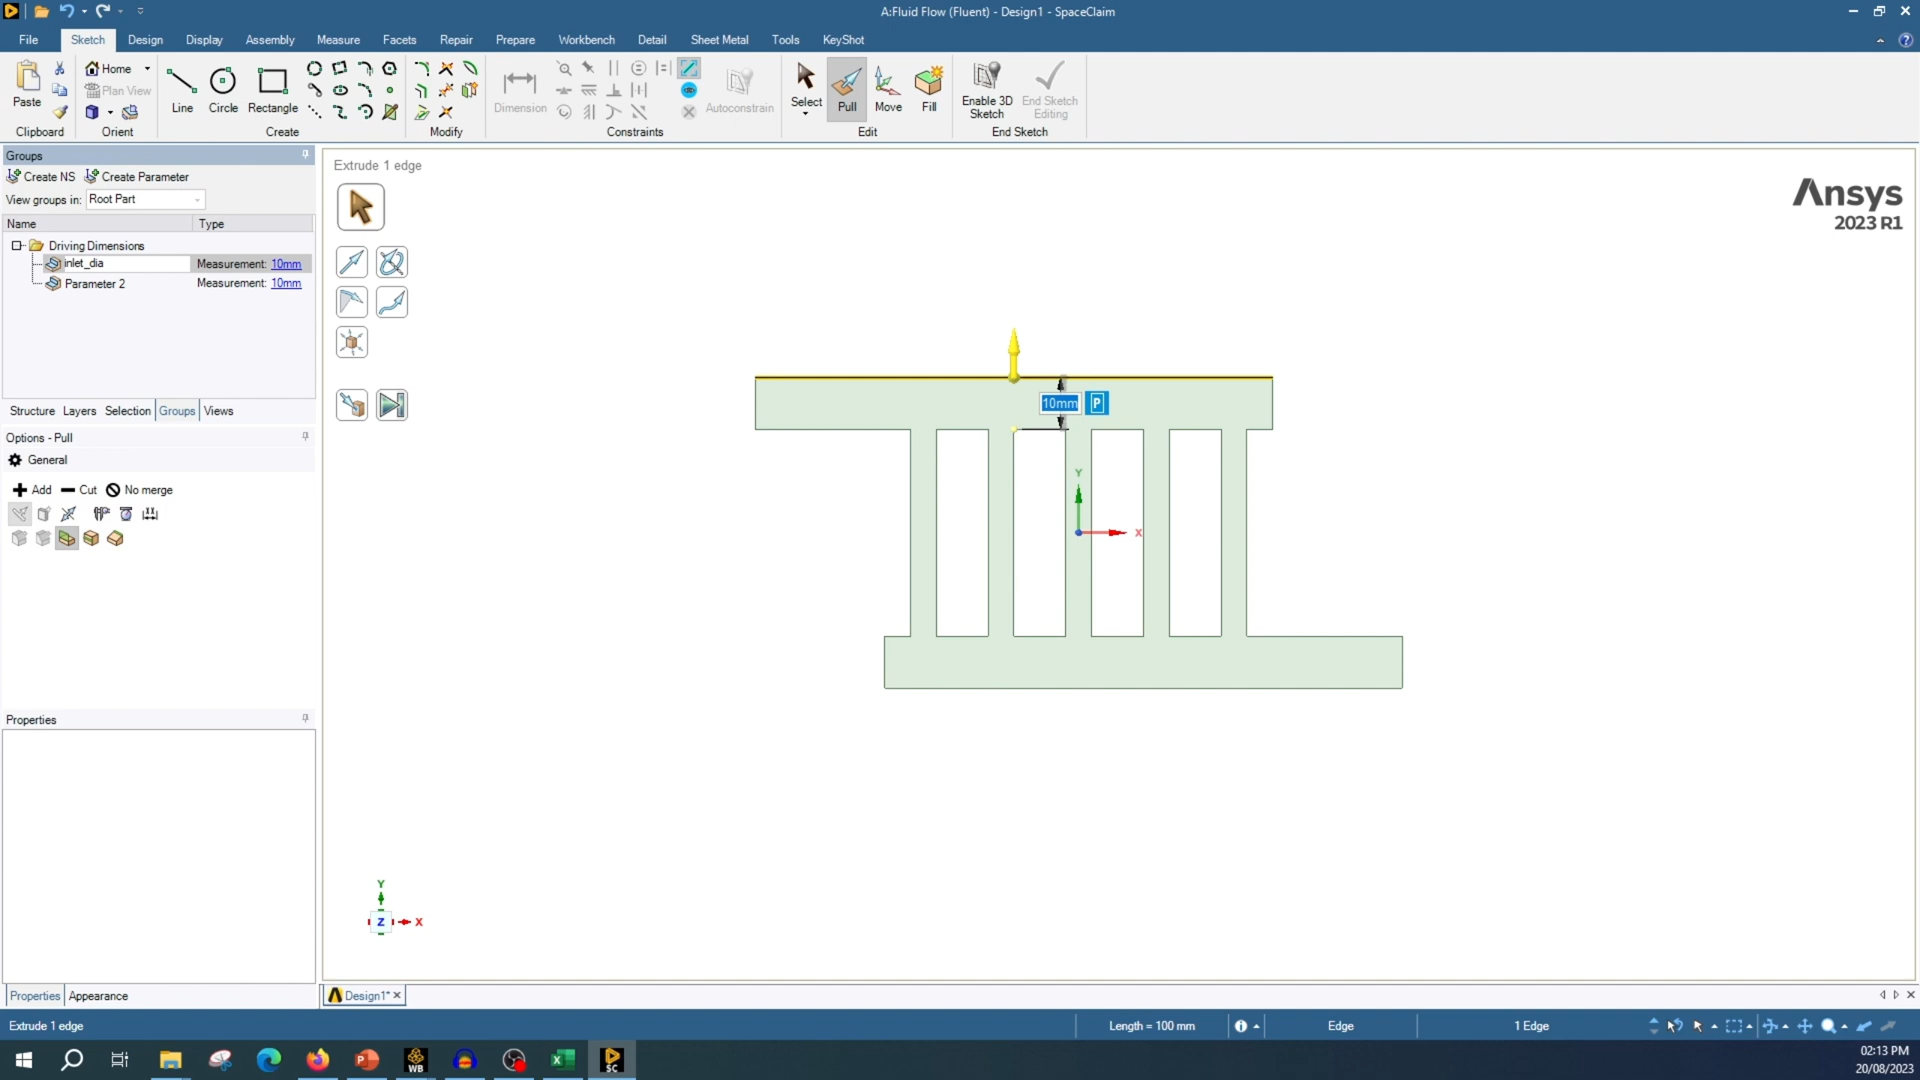 A:Fluid Flow (Fluent) - Design1 - SpaceClaim
File Sketch Design Display Assembly Measure Facets Repair Prepare Workbench Detail Sheet Metal Tools KeyShot
Paste
Clipboard
Home
Plan View
Orient
Line
Circle
Rectangle
Create
Modify
Dimension
Autoconstrain
Constraints
Select
Pull
Move
Fill
Edit
Enable 3D
Sketch
End Sketch
Editing
End Sketch
Groups
Create NS Create Parameter
View groups in: Root Part
Name Type
Driving Dimensions
inlet_dia Measurement: 10mm
Parameter 2 Measurement: 10mm
Structure Layers Selection Groups Views
Options - Pull
General
Add Cut No merge
Properties
Properties Appearance
Extrude 1 edge
Ansys
2023 R1
10mm P
Y
X
Y
Z X
Design1*
Extrude 1 edge
Length = 100 mm
Edge
1 Edge
WB
P
X
SC
02:13 PM
20/08/2023